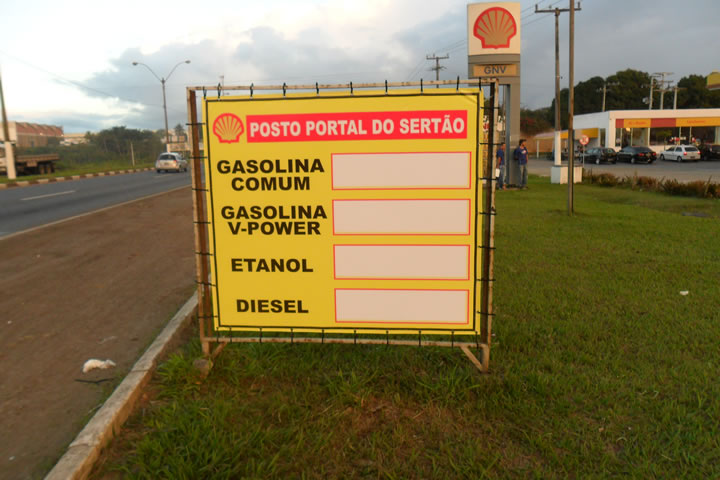 GNV
POSTO PORTAL DO SERTÃO
GASOLINA
COMUM
GASOLINA
V-POWER
ETANOL
DIESEL